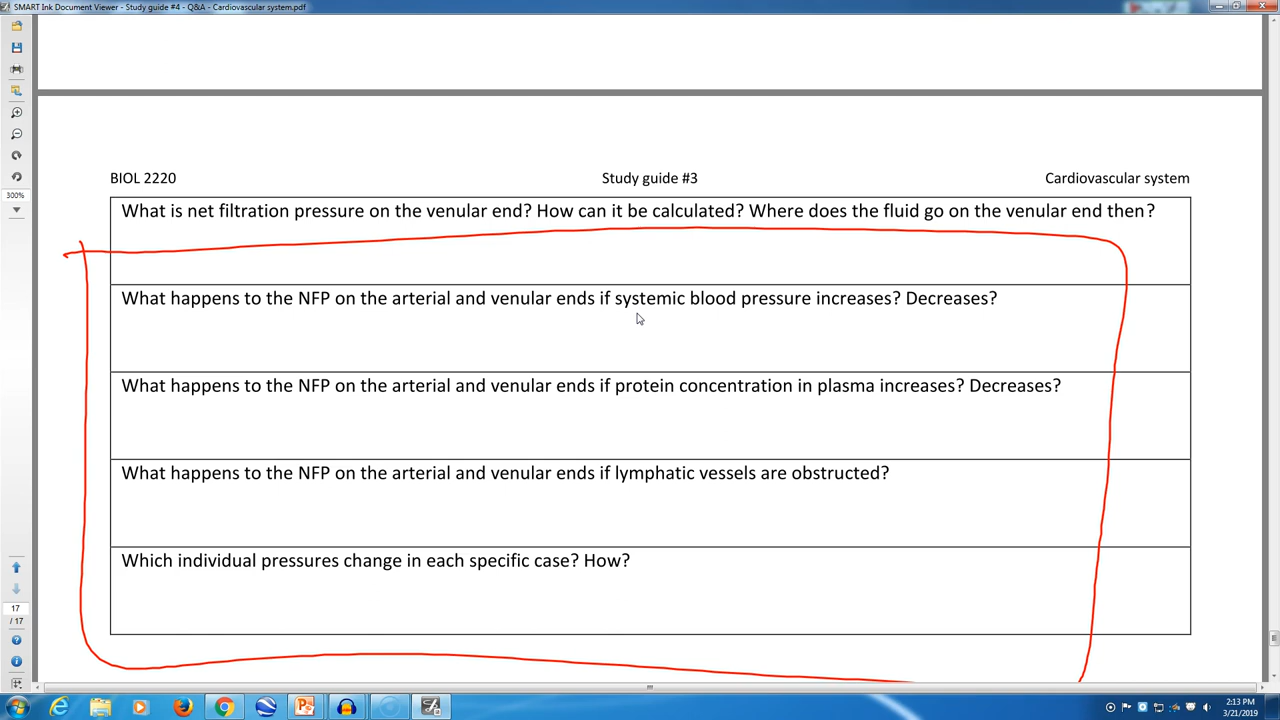 SMART Ink Document Viewer - Study guide #4 - Q&A - Cardiovascular system.pdf
300%
BIOL 2220 Study guide #3 Cardiovascular system
What is net filtration pressure on the venular end? How can it be calculated? Where does the fluid go on the venular end then?
What happens to the NFP on the arterial and venular ends if systemic blood pressure increases? Decreases?
What happens to the NFP on the arterial and venular ends if protein concentration in plasma increases? Decreases?
What happens to the NFP on the arterial and venular ends if lymphatic vessels are obstructed?
Which individual pressures change in each specific case? How?
17
/ 17
2:13 PM
3/21/2019